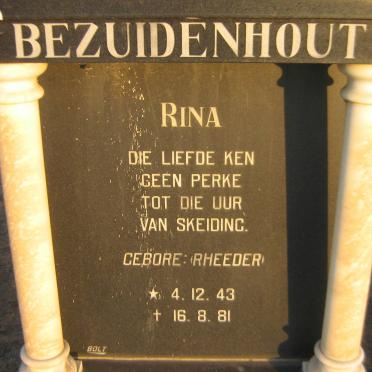 BEZUIDENHOUT
RINA
DIE LIEFDE KEN
GEEN PERKE
TOT DIE UUR
VAN SKEIDING.
GEBORE: (RHEEDER)
★ 4. 12. 43
† 16. 8. 81
BOLT